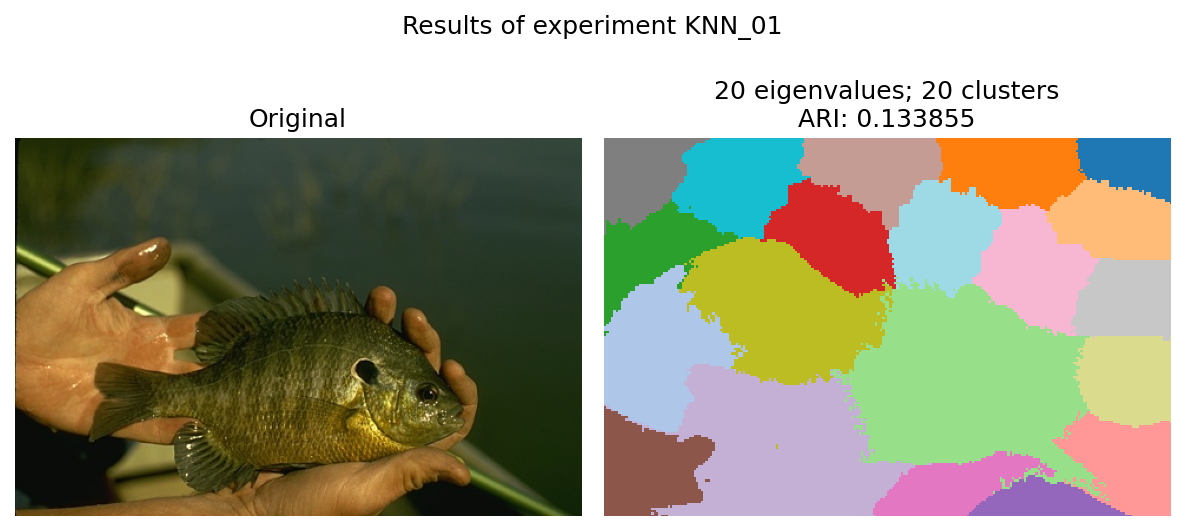 Results of experiment KNN_01
Original
20 eigenvalues; 20 clusters
ARI: 0.133855